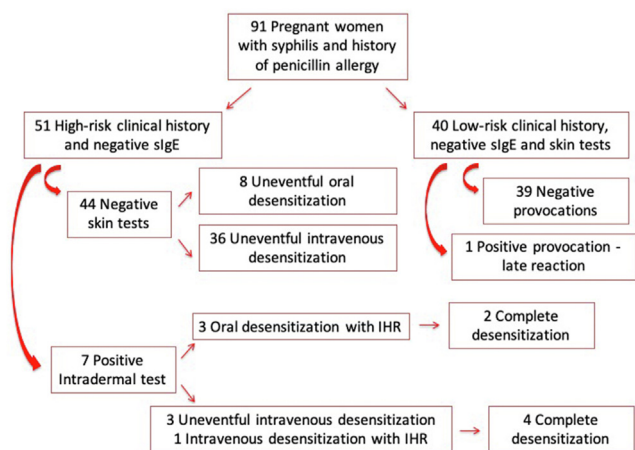 91 Pregnant women
with syphilis and history
of penicillin allergy
51 High-risk clinical history
and negative sIgE
40 Low-risk clinical history,
negative sIgE and skin tests
44 Negative
skin tests
8 Uneventful oral
desensitization
36 Uneventful intravenous
desensitization
39 Negative
provocations
1 Positive provocation -
late reaction
7 Positive
Intradermal test
3 Oral desensitization with IHR
2 Complete
desensitization
3 Uneventful intravenous desensitization
1 Intravenous desensitization with IHR
4 Complete
desensitization